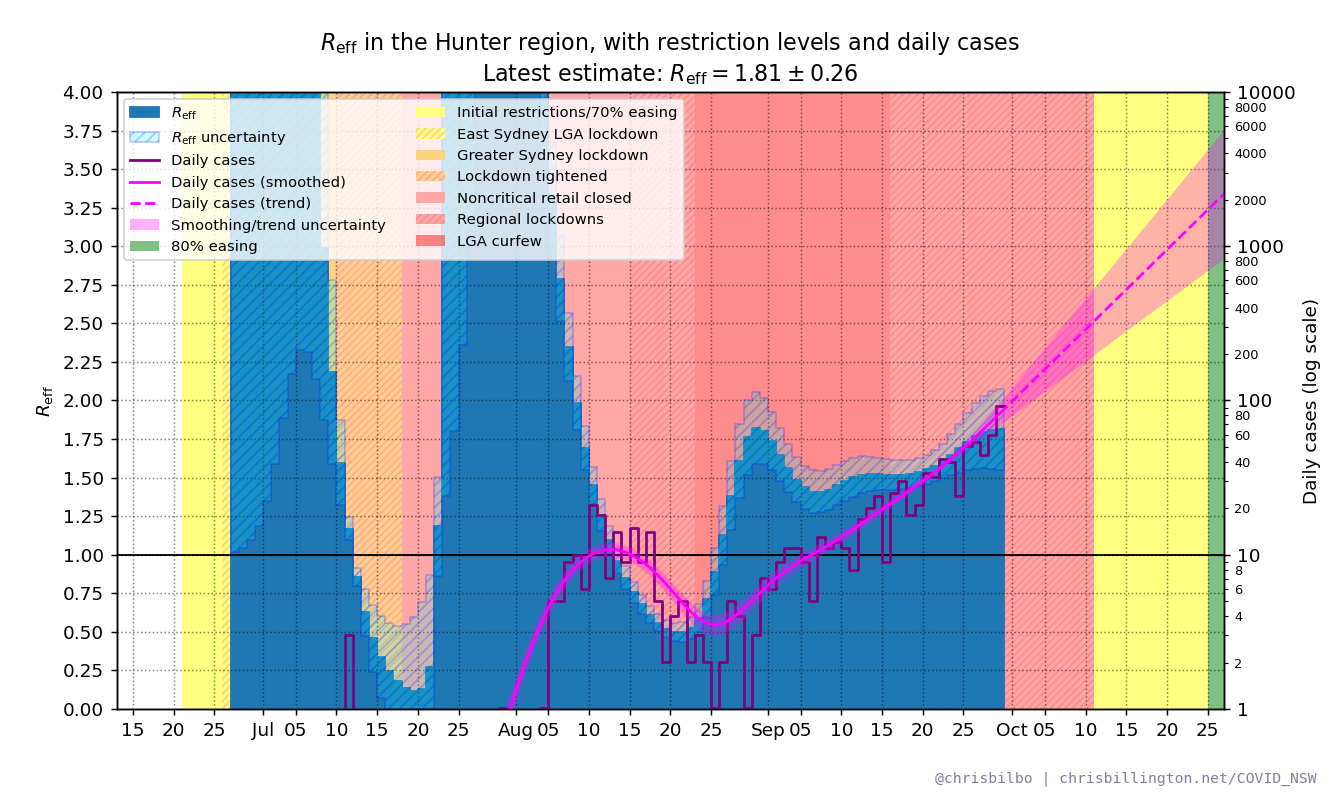 Reff in the Hunter region, with restriction levels and daily cases
Latest estimate: Reff = 1.81 ± 0.26
Reff
Reff uncertainty
Daily cases
Daily cases (smoothed)
Daily cases (trend)
Smoothing/trend uncertainty
80% easing
Initial restrictions/70% easing
East Sydney LGA lockdown
Greater Sydney lockdown
Lockdown tightened
Noncritical retail closed
Regional lockdowns
LGA curfew
Reff
4.00
3.75
3.50
3.25
3.00
2.75
2.50
2.25
2.00
1.75
1.50
1.25
1.00
0.75
0.50
0.25
0.00
10000
8000
6000
4000
2000
1000
800
600
400
200
100
80
60
40
20
10
8
6
4
2
1
Daily cases (log scale)
15 20 25 Jul 05 10 15 20 25 Aug 05 10 15 20 25 Sep 05 10 15 20 25 Oct 05 10 15 20 25
@chrisbilbo | chrisbillington.net/COVID_NSW